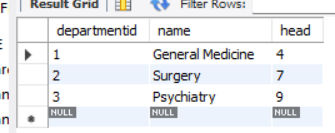 F Result Grid Filter Rows:
departmentid name head
E 1 General Medicine 4
2 Surgery 7
3 Psychiatry 9
NULL NULL NULL